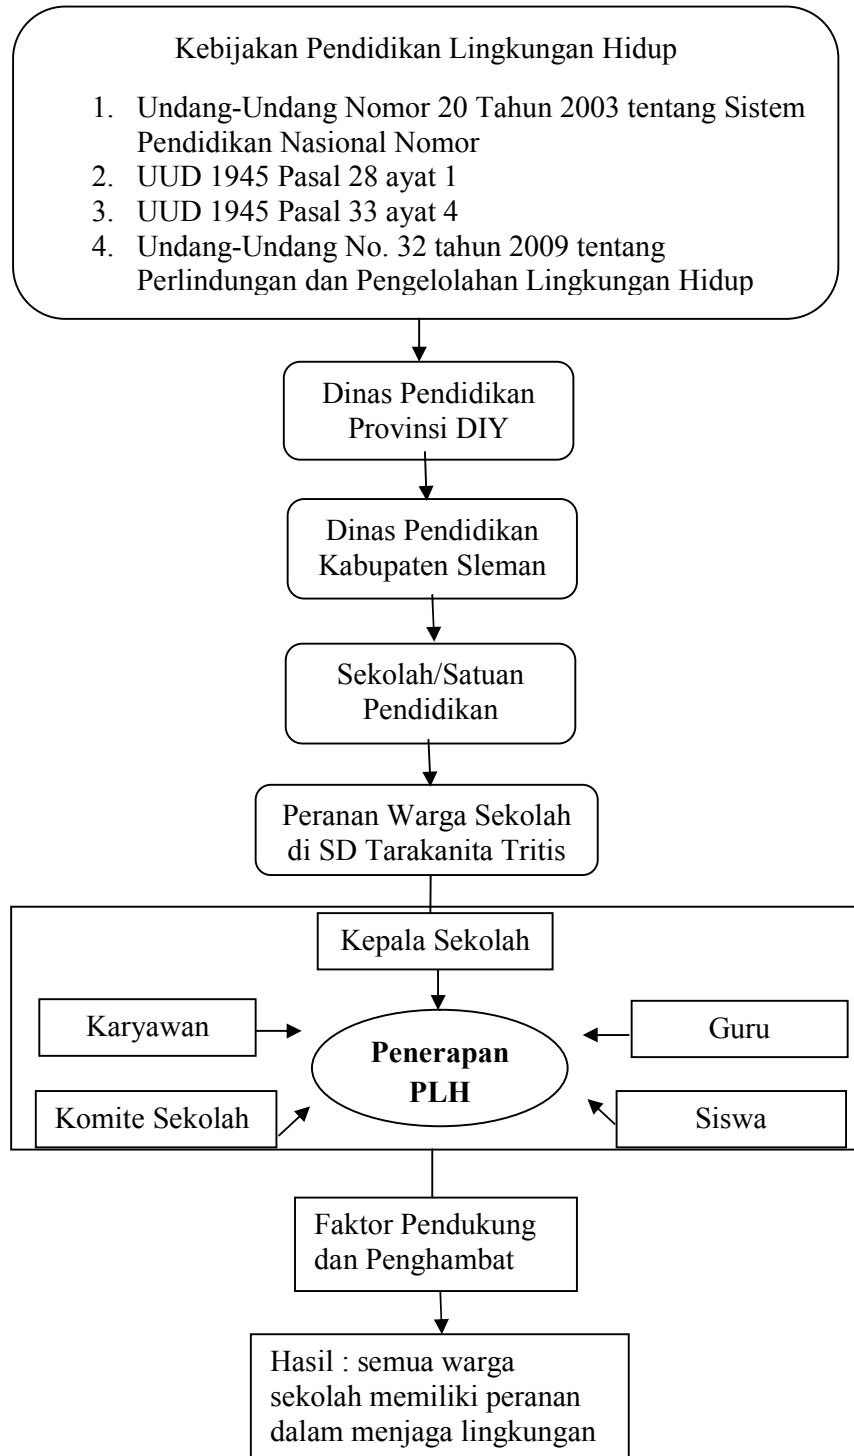 Kebijakan Pendidikan Lingkungan Hidup
1. Undang-Undang Nomor 20 Tahun 2003 tentang Sistem
Pendidikan Nasional Nomor
2. UUD 1945 Pasal 28 ayat 1
3. UUD 1945 Pasal 33 ayat 4
4. Undang-Undang No. 32 tahun 2009 tentang
Perlindungan dan Pengelolahan Lingkungan Hidup
Dinas Pendidikan
Provinsi DIY
Dinas Pendidikan
Kabupaten Sleman
Sekolah/Satuan
Pendidikan
Peranan Warga Sekolah
di SD Tarakanita Tritis
Kepala Sekolah
Karyawan
Guru
Penerapan
PLH
Komite Sekolah
Siswa
Faktor Pendukung
dan Penghambat
Hasil : semua warga
sekolah memiliki peranan
dalam menjaga lingkungan